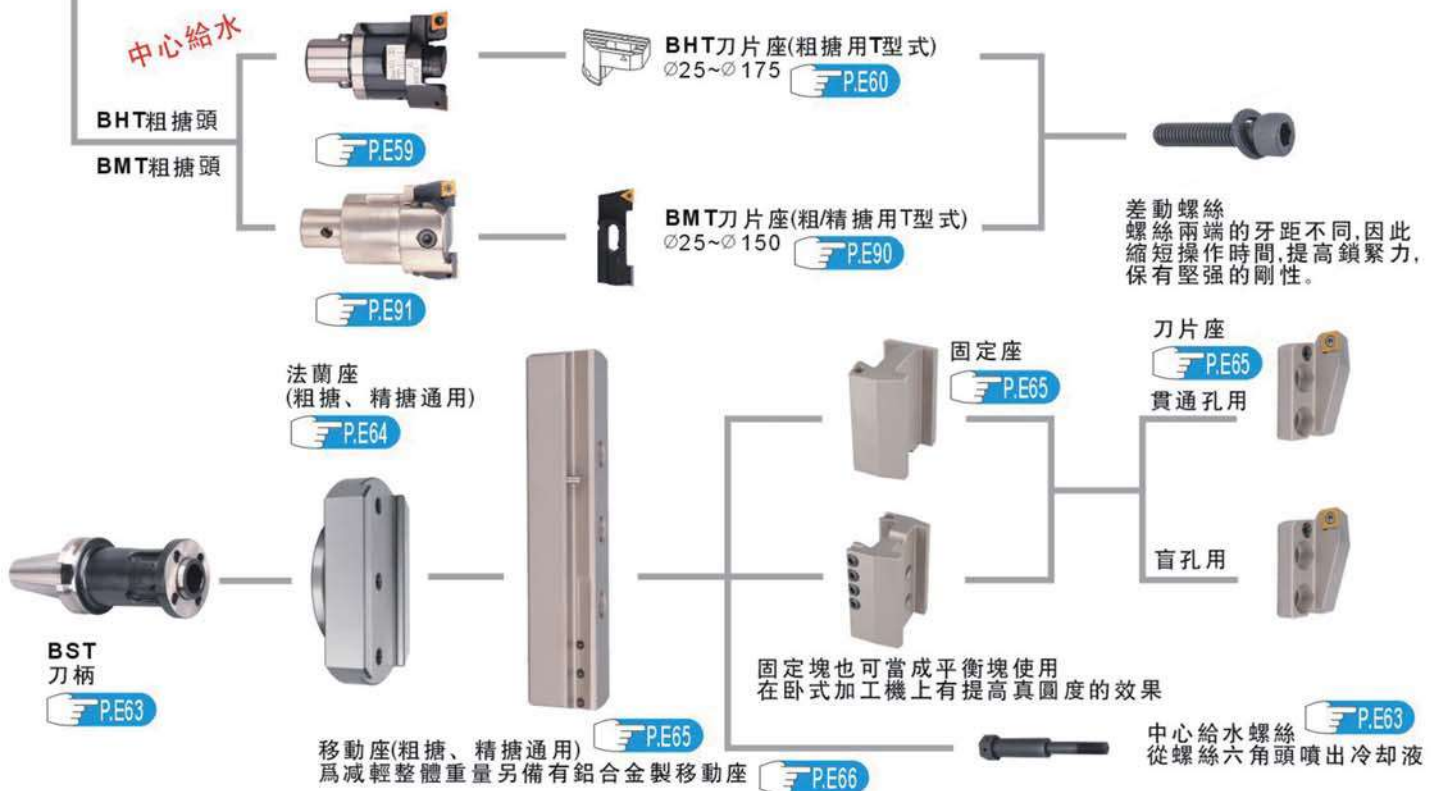 中心給水
BHT刀片座(粗搪用T型式)
∅25~∅175 P.E60
BHT粗搪頭
P.E59
BMT粗搪頭
BMT刀片座(粗/精搪用T型式)
∅25~∅150 P.E90
P.E91
差動螺絲
螺絲兩端的牙距不同,因此
縮短操作時間,提高鎖緊力,
保有堅强的剛性。
法蘭座
(粗搪、精搪通用)
P.E64
固定座
P.E65
刀片座
P.E65
貫通孔用
盲孔用
BST
刀柄
P.E63
固定塊也可當成平衡塊使用
在卧式加工機上有提高真圓度的效果
移動座(粗搪、精搪通用) P.E65
爲减輕整體重量另備有鋁合金製移動座 P.E66
中心給水螺絲 P.E63
從螺絲六角頭噴出冷却液